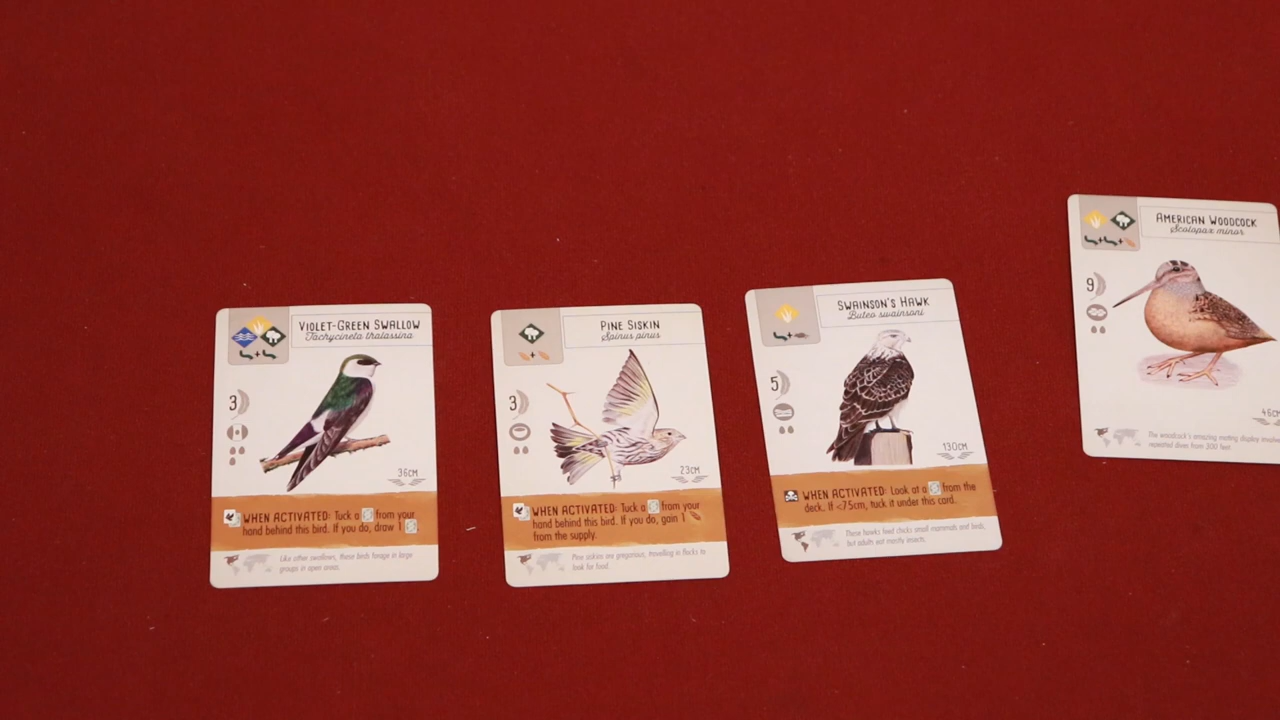 VIOLET-GREEN SWALLOW
Tachycineta thalassina
3
36CM
WHEN ACTIVATED: Tuck a from your
hand behind this bird. If you do, draw 1
Like other swallows, these birds forage in large
groups in open areas.
PINE SISKIN
Spinus pinus
3
23CM
WHEN ACTIVATED: Tuck a from your
hand behind this bird. If you do, gain 1
from the supply.
Pine siskins are gregarious, travelling in flocks to
look for food.
SWAINSON'S HAWK
Buteo swainsoni
5
130CM
WHEN ACTIVATED: Look at a from the
deck. If <75cm, tuck it under this card.
These hawks feed chicks small mammals and birds,
but adults eat mostly insects.
AMERICAN WOODCOCK
Scolopax minor
9
The woodcock's amazing mating display
repeated dives from 300 feet.